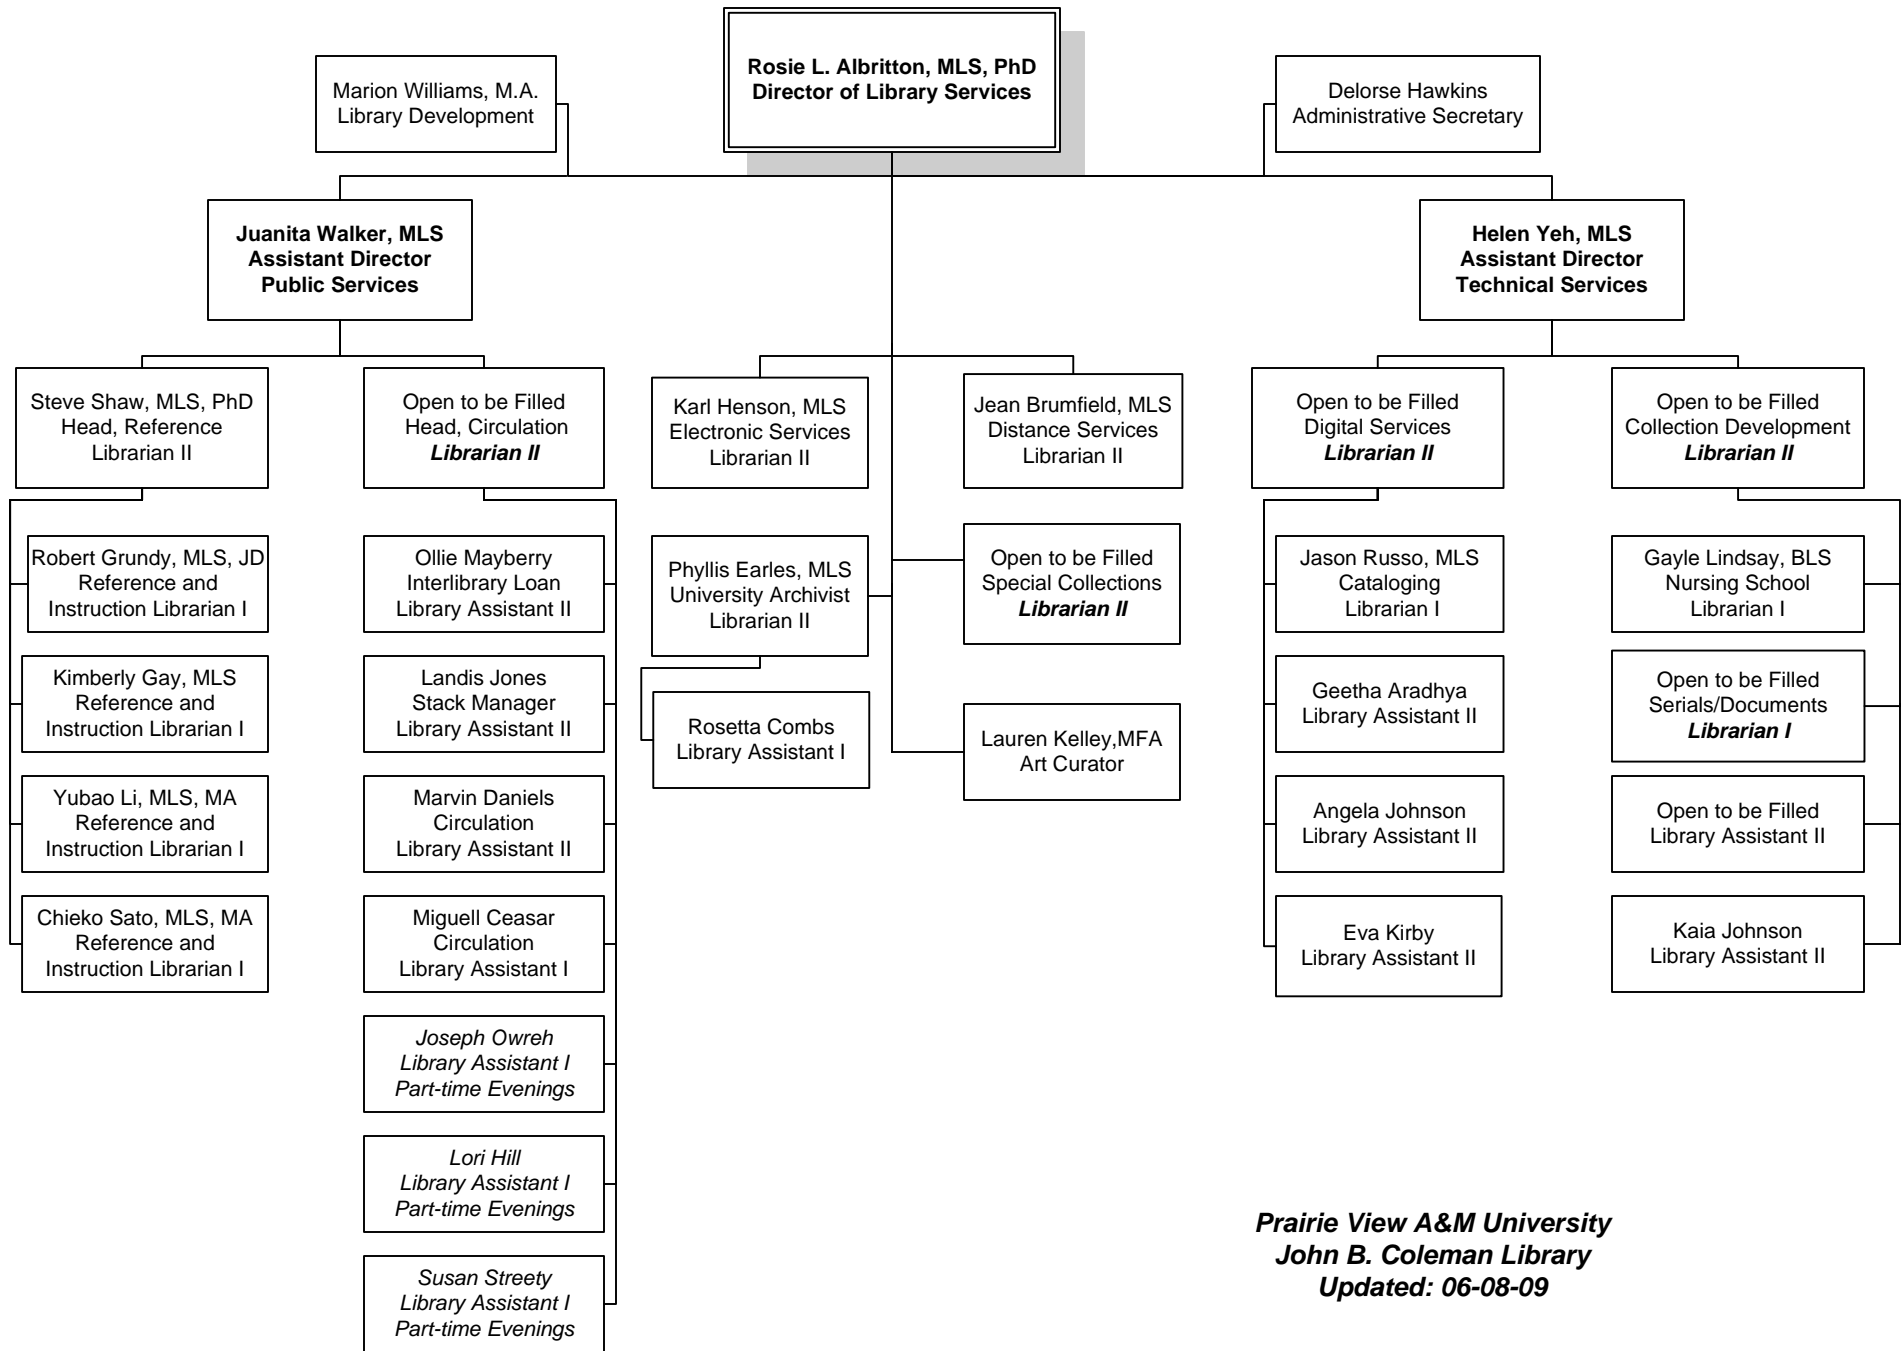 Rosie L. Albritton, MLS, PhD
Director of Library Services
Marion Williams, M.A.
Library Development
Delorse Hawkins
Administrative Secretary
Juanita Walker, MLS
Assistant Director
Public Services
Helen Yeh, MLS
Assistant Director
Technical Services
Steve Shaw, MLS, PhD
Head, Reference
Librarian II
Open to be Filled
Head, Circulation
Librarian II
Karl Henson, MLS
Electronic Services
Librarian II
Jean Brumfield, MLS
Distance Services
Librarian II
Open to be Filled
Digital Services
Librarian II
Open to be Filled
Collection Development
Librarian II
Robert Grundy, MLS, JD
Reference and
Instruction Librarian I
Kimberly Gay, MLS
Reference and
Instruction Librarian I
Yubao Li, MLS, MA
Reference and
Instruction Librarian I
Chieko Sato, MLS, MA
Reference and
Instruction Librarian I
Ollie Mayberry
Interlibrary Loan
Library Assistant II
Landis Jones
Stack Manager
Library Assistant II
Marvin Daniels
Circulation
Library Assistant II
Miguell Ceasar
Circulation
Library Assistant I
Joseph Owreh
Library Assistant I
Part-time Evenings
Lori Hill
Library Assistant I
Part-time Evenings
Susan Streety
Library Assistant I
Part-time Evenings
Phyllis Earles, MLS
University Archivist
Librarian II
Rosetta Combs
Library Assistant I
Open to be Filled
Special Collections
Librarian II
Lauren Kelley,MFA
Art Curator
Jason Russo, MLS
Cataloging
Librarian I
Geetha Aradhya
Library Assistant II
Angela Johnson
Library Assistant II
Eva Kirby
Library Assistant II
Gayle Lindsay, BLS
Nursing School
Librarian I
Open to be Filled
Serials/Documents
Librarian I
Open to be Filled
Library Assistant II
Kaia Johnson
Library Assistant II
Prairie View A&M University
John B. Coleman Library
Updated: 06-08-09